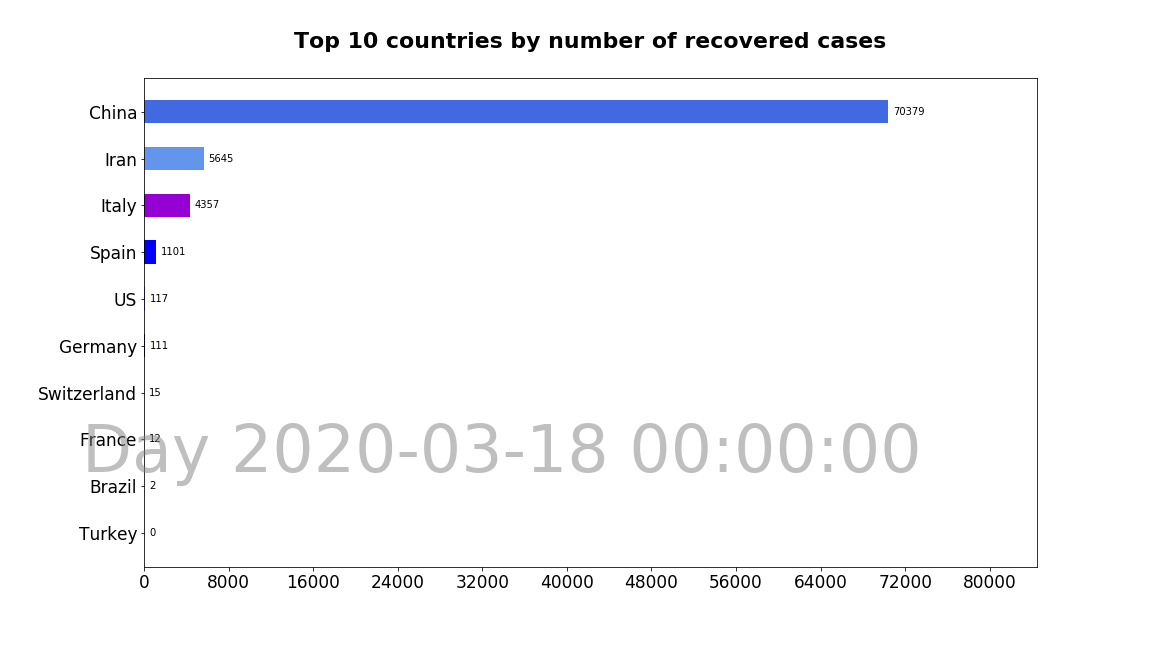 Top 10 countries by number of recovered cases
China 70379
Iran 5645
Italy 4357
Spain 1101
US 117
Germany 111
Switzerland 15
France 12
Day 2020-03-18 00:00:00
Brazil 2
Turkey 0
0 8000 16000 24000 32000 40000 48000 56000 64000 72000 80000